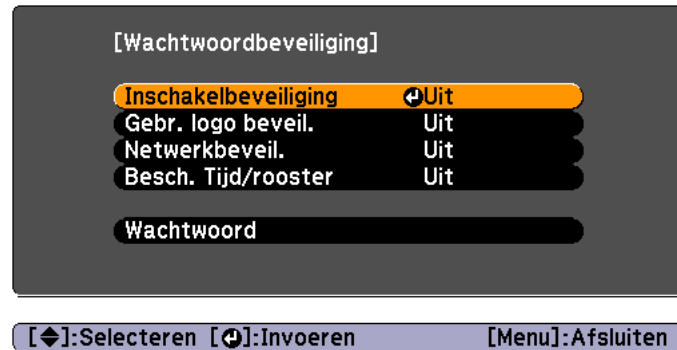 [Wachtwoordbeveiliging]
Inschakelbeveiliging Uit
Gebr. logo beveil. Uit
Netwerkbeveil. Uit
Besch. Tijd/rooster Uit
Wachtwoord
[◆]:Selecteren [⏎]:Invoeren [Menu]:Afsluiten